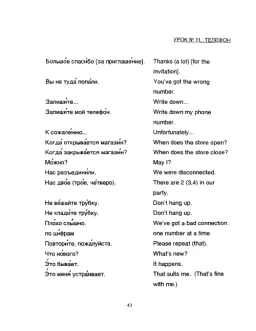 УРОК № 11. ТЕЛЕФОН
Большо́е спаси́бо [за приглаше́ние]. Thanks (a lot) [for the
invitation].
Вы не туда́ попа́ли. You've got the wrong
number.
Запиши́те... Write down...
Запиши́те мой телефо́н. Write down my phone
number.
К сожале́нию... Unfortunately...
Когда́ открыва́ется магази́н? When does the store open?
Когда́ закрыва́ется магази́н? When does the store close?
Мо́жно? May I?
Нас разъедини́ли. We were disconnected.
Нас дво́е (тро́е, че́тверо). There are 2 (3,4) in our
party.
Не ве́шайте тру́бку. Don't hang up.
Не клади́те тру́бку. Don't hang up.
Пло́хо слы́шно. We've got a bad connection
по ци́фрам one number at a time
Повтори́те, пожа́луйста. Please repeat (that).
Что но́вого? What's new?
Э́то быва́ет. It happens.
Э́то меня́ устра́ивает. That suits me. (That's fine
with me.)
43